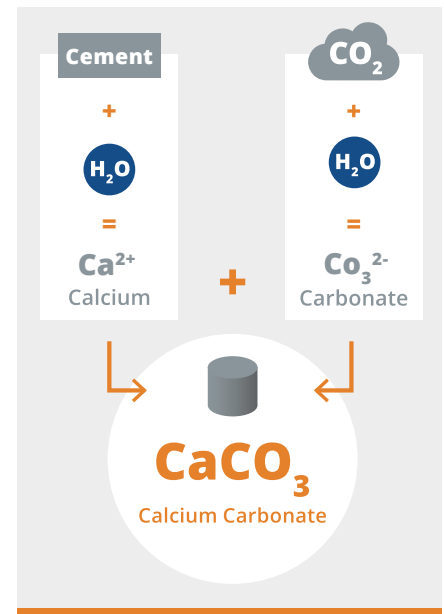 Cement
+
H₂O
=
Ca²⁺
Calcium
+
CO₂
+
H₂O
=
Co₃²⁻
Carbonate
CaCO₃
Calcium Carbonate